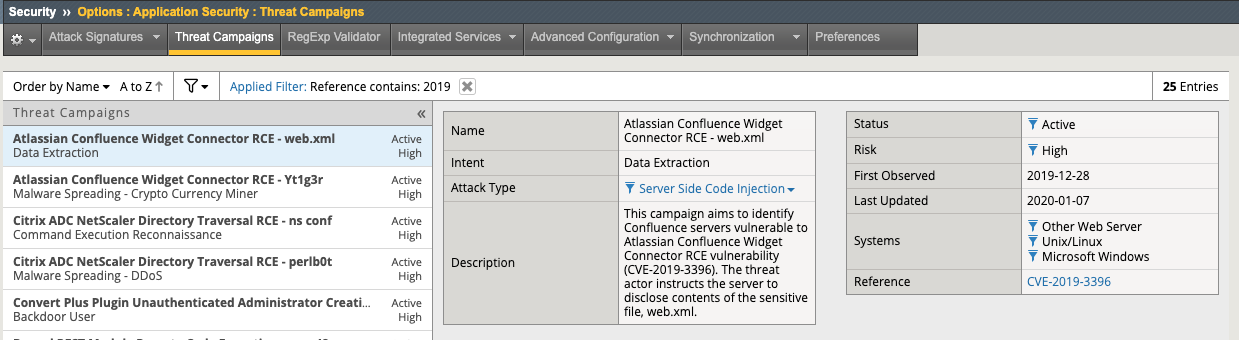 Security ›› Options : Application Security : Threat Campaigns
Attack Signatures Threat Campaigns RegExp Validator Integrated Services Advanced Configuration Synchronization Preferences
Order by Name A to Z Applied Filter: Reference contains: 2019 25 Entries
Threat Campaigns «
Atlassian Confluence Widget Connector RCE - web.xml Active
Data Extraction High
Atlassian Confluence Widget Connector RCE - Yt1g3r Active
Malware Spreading - Crypto Currency Miner High
Citrix ADC NetScaler Directory Traversal RCE - ns conf Active
Command Execution Reconnaissance High
Citrix ADC NetScaler Directory Traversal RCE - perlb0t Active
Malware Spreading - DDoS High
Convert Plus Plugin Unauthenticated Administrator Creati... Active
Backdoor User High
Name Atlassian Confluence Widget
Connector RCE - web.xml
Intent Data Extraction
Attack Type Server Side Code Injection
Description This campaign aims to identify
Confluence servers vulnerable to
Atlassian Confluence Widget
Connector RCE vulnerability
(CVE-2019-3396). The threat
actor instructs the server to
disclose contents of the sensitive
file, web.xml.
Status Active
Risk High
First Observed 2019-12-28
Last Updated 2020-01-07
Systems Other Web Server
Unix/Linux
Microsoft Windows
Reference CVE-2019-3396